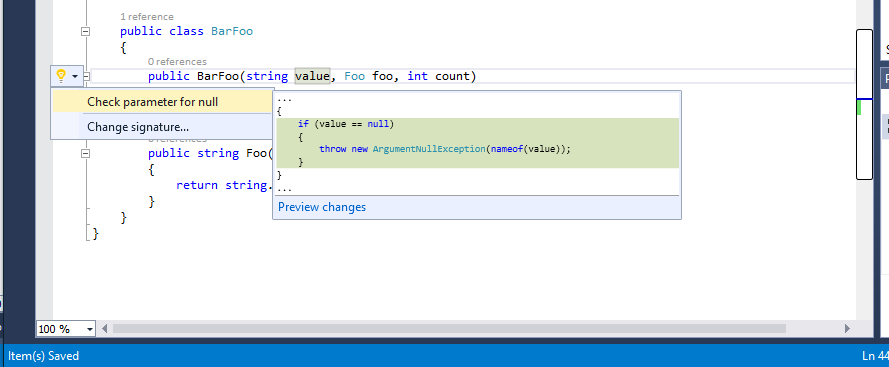 1 reference
public class BarFoo
{
0 references
public BarFoo(string value, Foo foo, int count)
Check parameter for null
Change signature...
...
{
if (value == null)
{
throw new ArgumentNullException(nameof(value));
}
}
...
Preview changes
public string Foo(
{
return string.
}
}
}
100 %
Item(s) Saved
Ln 44